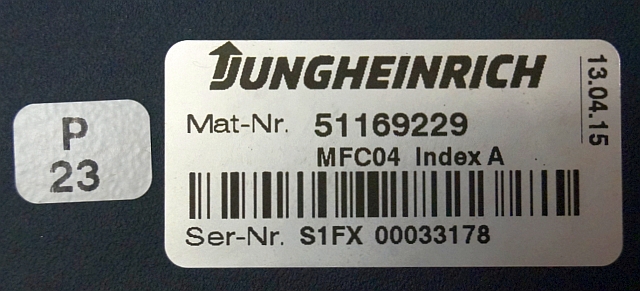 P
23
JUNGHEINRICH
Mat-Nr. 51169229
MFC04 Index A
Ser-Nr. S1FX 00033178
13.04.15